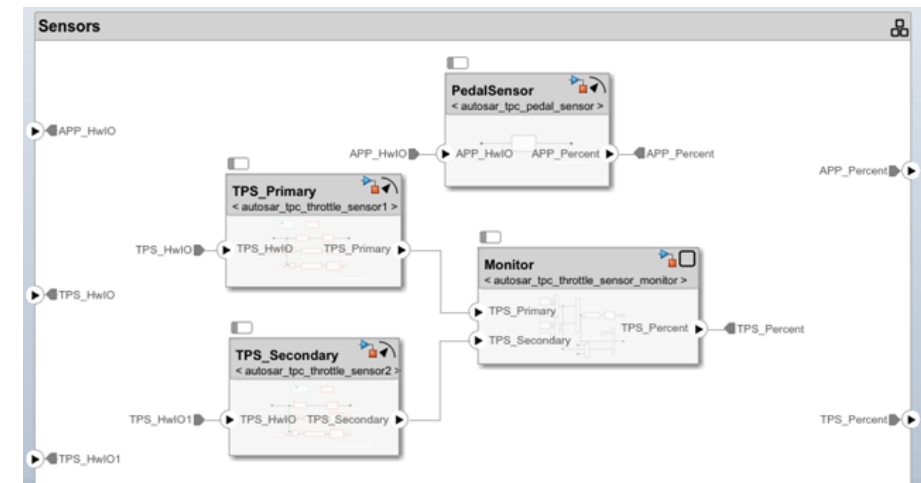 Sensors
PedalSensor
< autosar_tpc_pedal_sensor >
APP_HwIO
APP_HwIO
APP_HwIO
APP_Percent
APP_Percent
APP_Percent
TPS_Primary
< autosar_tpc_throttle_sensor1 >
TPS_HwIO
TPS_HwIO
TPS_Primary
Monitor
< autosar_tpc_throttle_sensor_monitor >
TPS_HwIO
TPS_Primary
TPS_Percent
TPS_Percent
TPS_Secondary
TPS_Secondary
< autosar_tpc_throttle_sensor2 >
TPS_HwIO1
TPS_HwIO
TPS_Secondary
TPS_Percent
TPS_HwIO1